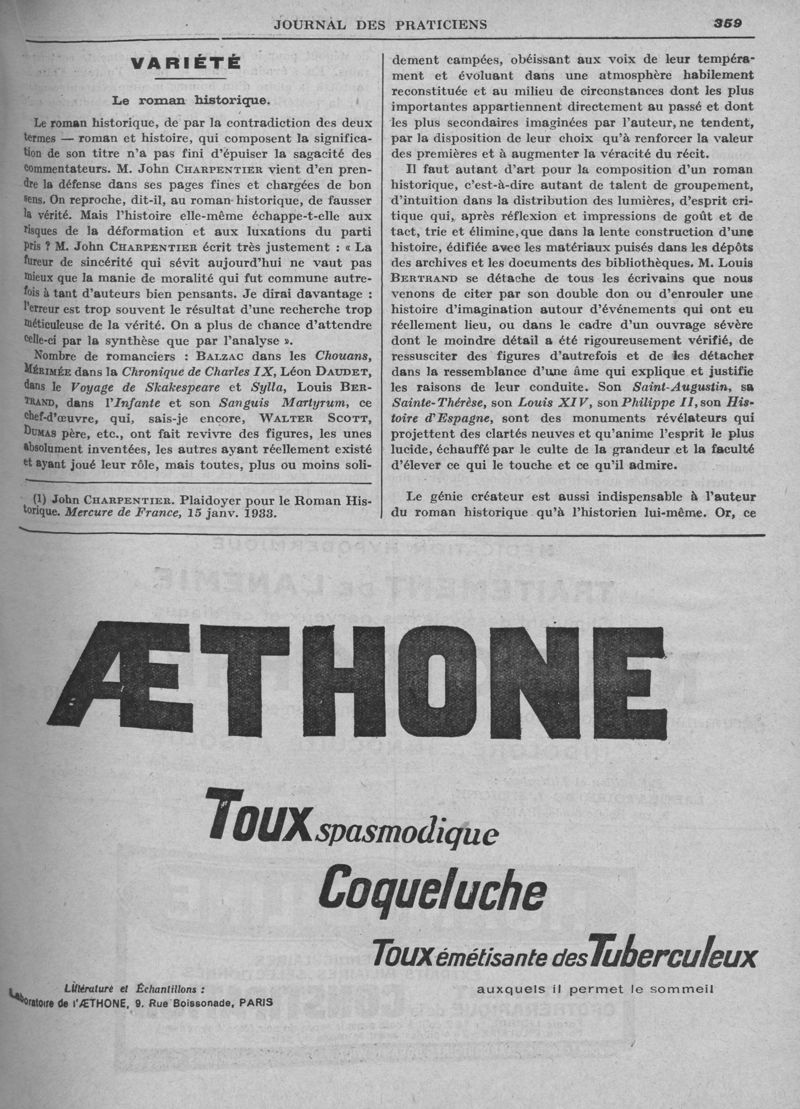 JOURNAL DES PRATICIENS 359
VARIÉTÉ
Le roman historique.
Le roman historique, de par la contradiction des deux
termes — roman et histoire, qui composent la significa-
tion de son titre n'a pas fini d'épuiser la sagacité des
commentateurs. M. John CHARPENTIER vient d'en pren-
dre la défense dans ses pages fines et chargées de bon
sens. On reproche, dit-il, au roman historique, de fausser
la vérité. Mais l'histoire elle-même échappe-t-elle aux
risques de la déformation et aux luxations du parti
pris ? M. John CHARPENTIER écrit très justement : « La
fureur de sincérité qui sévit aujourd'hui ne vaut pas
mieux que la manie de moralité qui fut commune autre-
fois à tant d'auteurs bien pensants. Je dirai davantage :
l'erreur est trop souvent le résultat d'une recherche trop
méticuleuse de la vérité. On a plus de chance d'attendre
celle-ci par la synthèse que par l'analyse ».
Nombre de romanciers : BALZAC dans les Chouans,
MÉRIMÉE dans la Chronique de Charles IX, Léon DAUDET,
dans le Voyage de Skakespeare et Sylla, Louis BER-
TRAND, dans l'Infante et son Sanguis Martyrum, ce
chef-d'œuvre, qui, sais-je encore, WALTER SCOTT,
DUMAS père, etc., ont fait revivre des figures, les unes
absolument inventées, les autres ayant réellement existé
et ayant joué leur rôle, mais toutes, plus ou moins soli-
(1) John CHARPENTIER. Plaidoyer pour le Roman His-
torique. Mercure de France, 15 janv. 1933.
dement campées, obéissant aux voix de leur tempéra-
ment et évoluant dans une atmosphère habilement
reconstituée et au milieu de circonstances dont les plus
importantes appartiennent directement au passé et dont
les plus secondaires imaginées par l'auteur, ne tendent,
par la disposition de leur choix qu'à renforcer la valeur
des premières et à augmenter la véracité du récit.
Il faut autant d'art pour la composition d'un roman
historique, c'est-à-dire autant de talent de groupement,
d'intuition dans la distribution des lumières, d'esprit cri-
tique qui, après réflexion et impressions de goût et de
tact, trie et élimine, que dans la lente construction d'une
histoire, édifiée avec les matériaux puisés dans les dépôts
des archives et les documents des bibliothèques. M. Louis
BERTRAND se détache de tous les écrivains que nous
venons de citer par son double don ou d'enrouler une
histoire d'imagination autour d'événements qui ont eu
réellement lieu, ou dans le cadre d'un ouvrage sévère
dont le moindre détail a été rigoureusement vérifié, de
ressusciter des figures d'autrefois et de les détacher
dans la ressemblance d'une âme qui explique et justifie
les raisons de leur conduite. Son Saint-Augustin, sa
Sainte-Thérèse, son Louis XIV, son Philippe II, son His-
toire d'Espagne, sont des monuments révélateurs qui
projettent des clartés neuves et qu'anime l'esprit le plus
lucide, échauffé par le culte de la grandeur et la faculté
d'élever ce qui le touche et ce qu'il admire.
Le génie créateur est aussi indispensable à l'auteur
du roman historique qu'à l'historien lui-même. Or, ce
ÆTHONE
Toux spasmodique
Coqueluche
Toux émétisante des Tuberculeux
auxquels il permet le sommeil
Littérature et Échantillons :
Laboratoire de l'ÆTHONE, 9, Rue Boissonade, PARIS